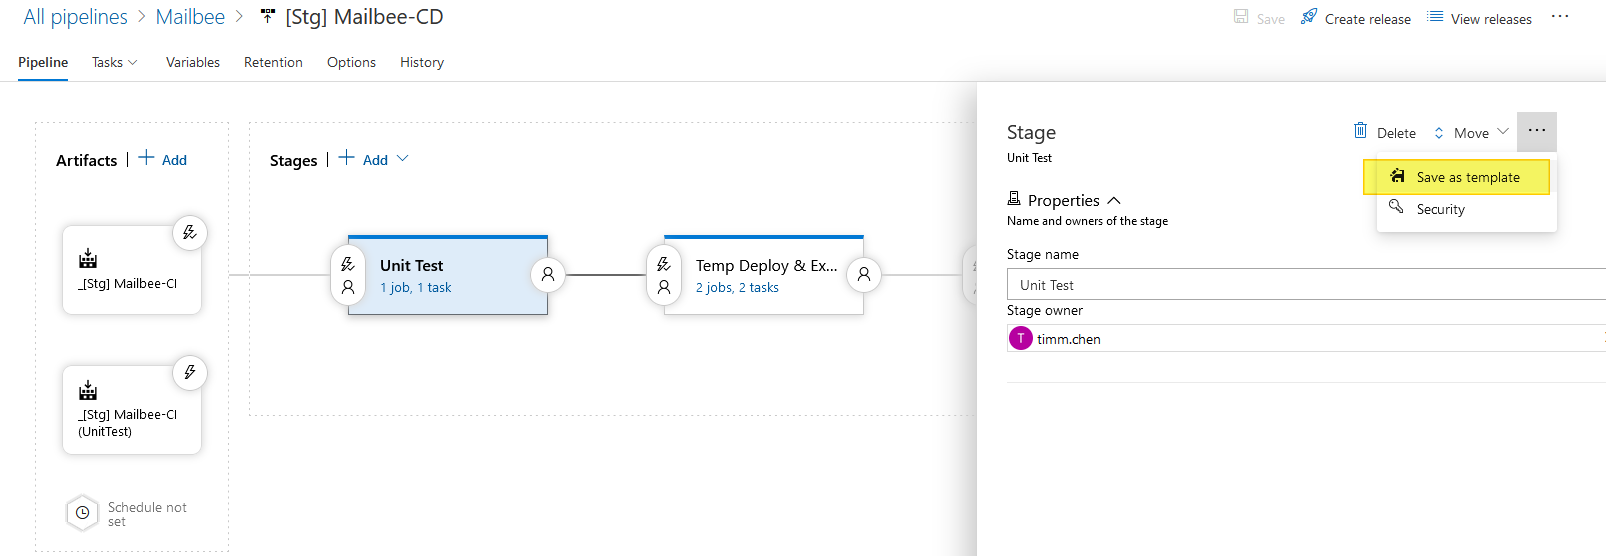 All pipelines > Mailbee > [Stg] Mailbee-CD
Save Create release View releases ...
Pipeline Tasks Variables Retention Options History
Artifacts | + Add
_[Stg] Mailbee-CI
_[Stg] Mailbee-CI
(UnitTest)
Schedule not
set
Stages | + Add
Unit Test
1 job, 1 task
Temp Deploy & Ex...
2 jobs, 2 tasks
Stage
Unit Test
Delete Move ...
Save as template
Security
Properties
Name and owners of the stage
Stage name
Unit Test
Stage owner
T timm.chen